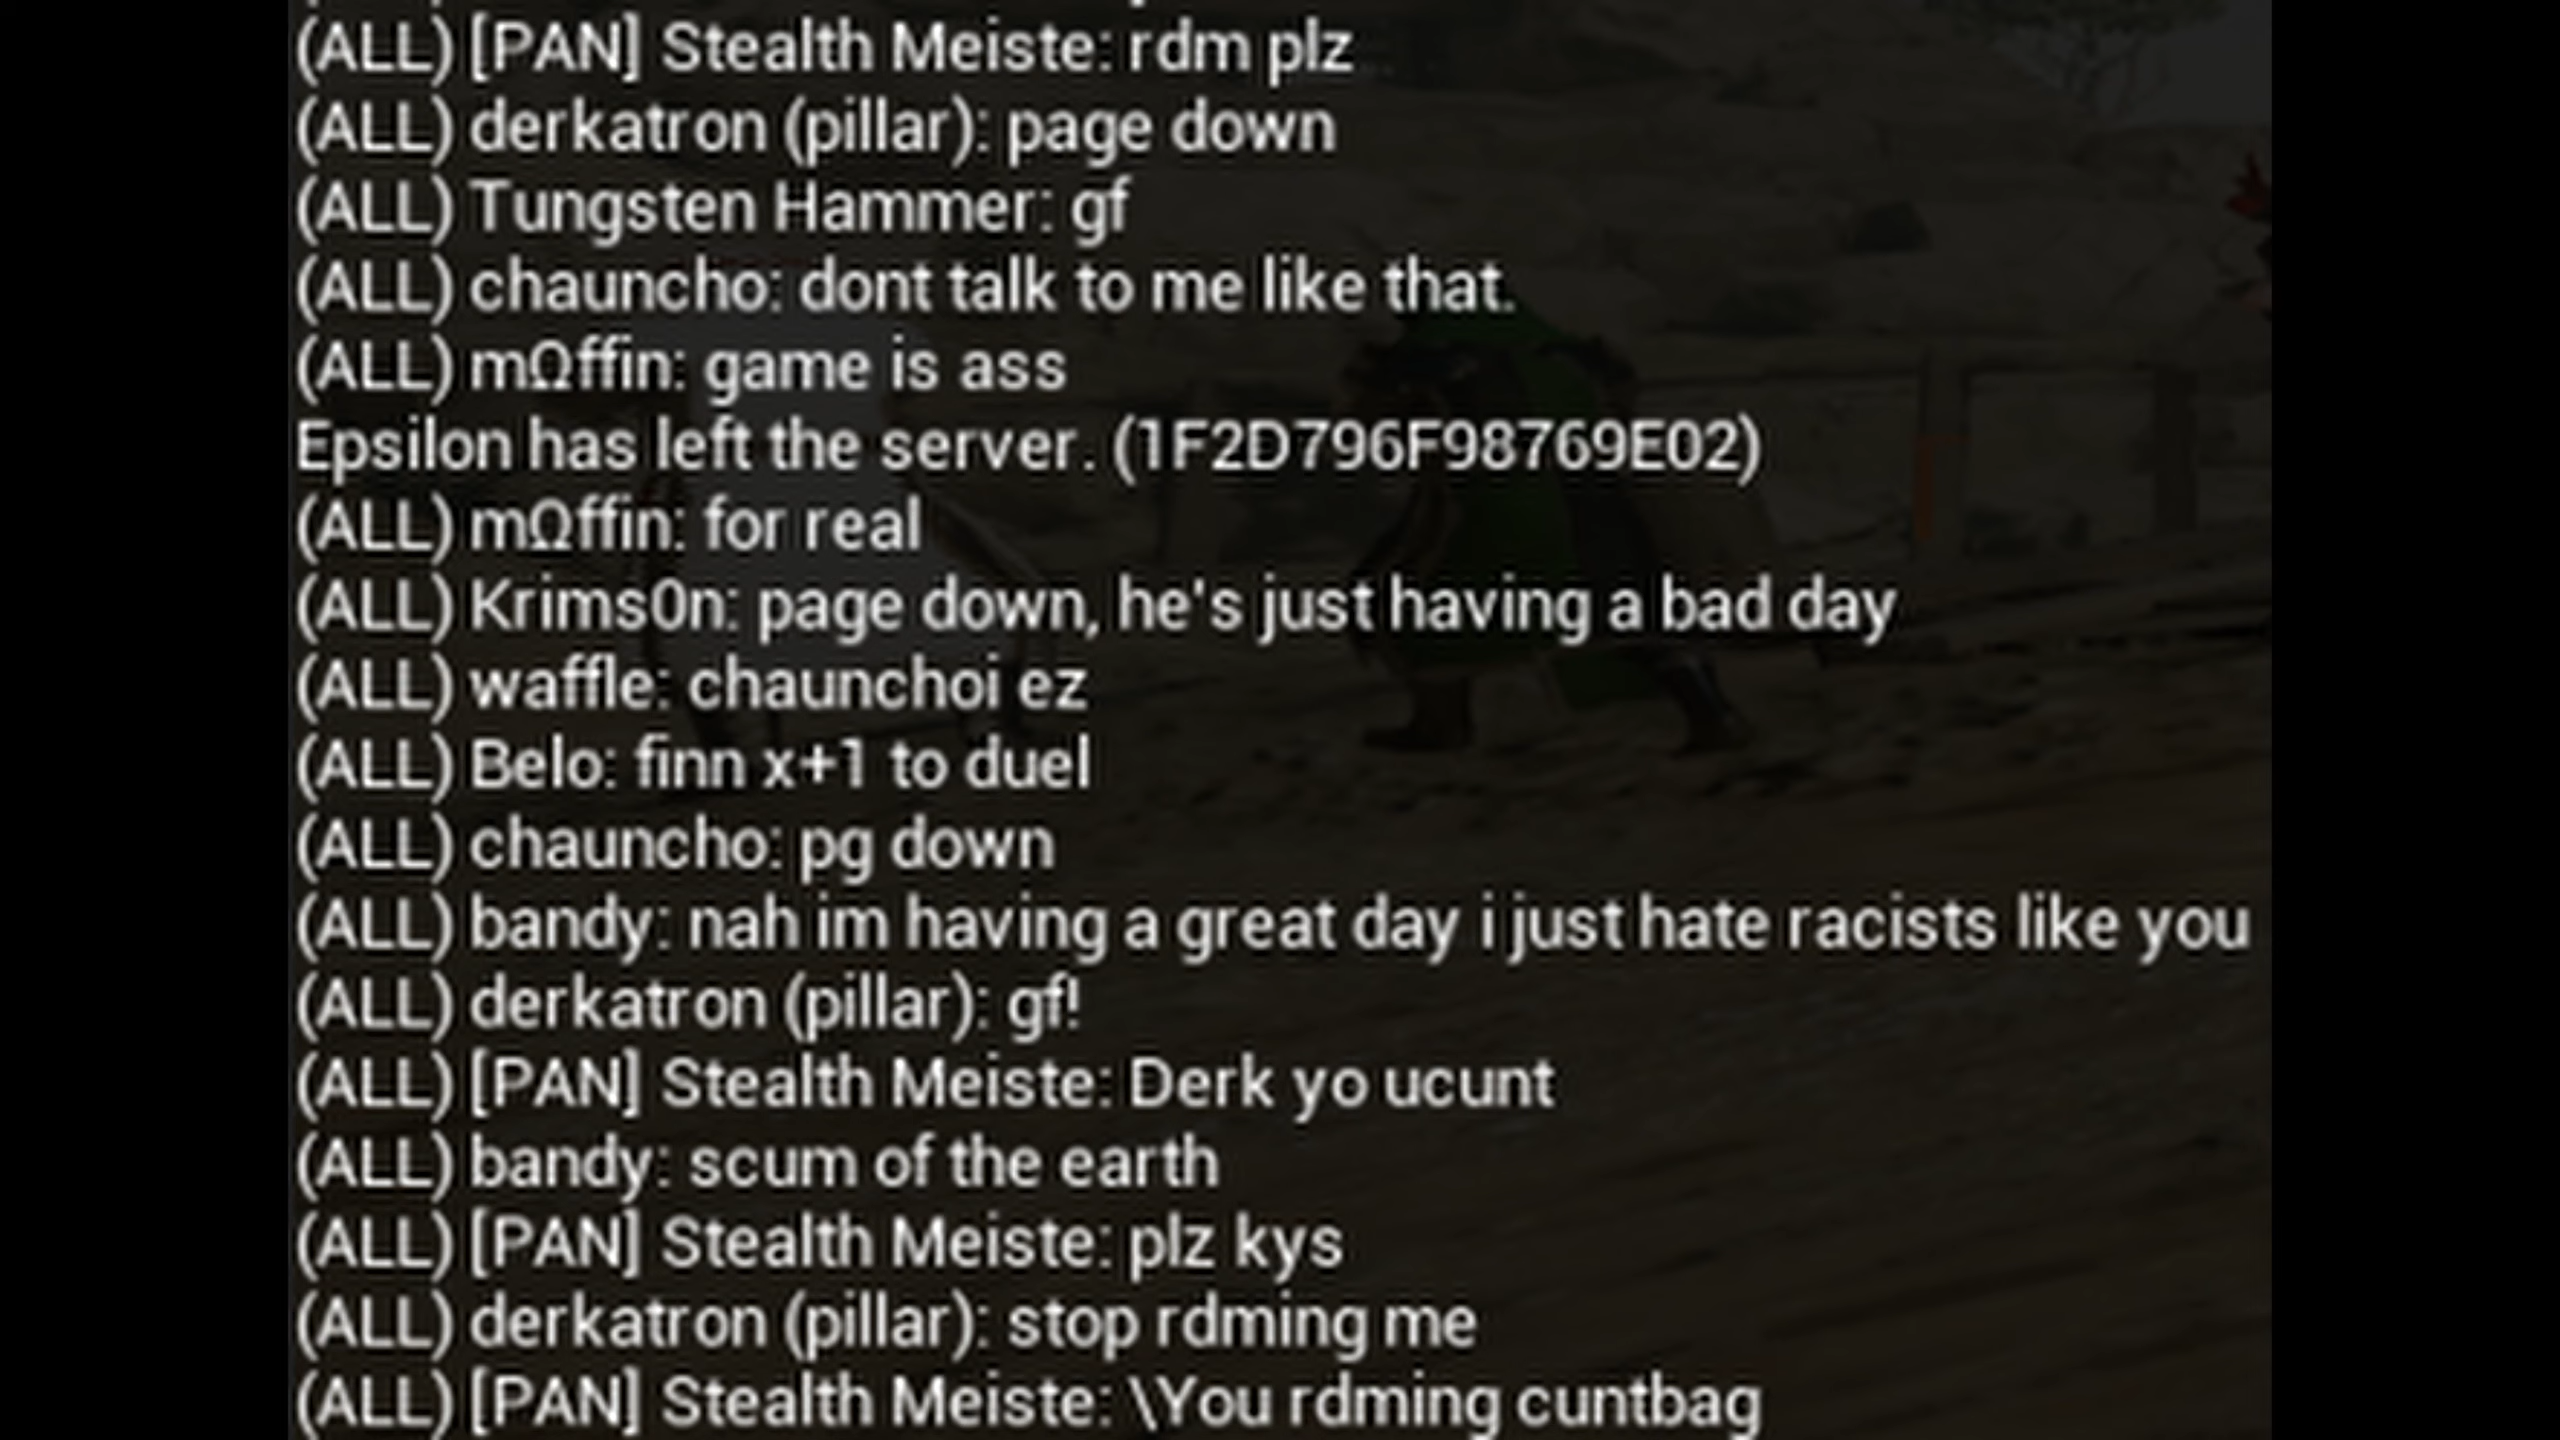 (ALL) [PAN] Stealth Meiste: rdm plz
(ALL) derkatron (pillar): page down
(ALL) Tungsten Hammer: gf
(ALL) chauncho: dont talk to me like that.
(ALL) mΩffin: game is ass
Epsilon has left the server. (1F2D796F98769E02)
(ALL) mΩffin: for real
(ALL) Krims0n: page down, he's just having a bad day
(ALL) waffle: chaunchoi ez
(ALL) Belo: finn x+1 to duel
(ALL) chauncho: pg down
(ALL) bandy: nah im having a great day i just hate racists like you
(ALL) derkatron (pillar): gf!
(ALL) [PAN] Stealth Meiste: Derk yo ucunt
(ALL) bandy: scum of the earth
(ALL) [PAN] Stealth Meiste: plz kys
(ALL) derkatron (pillar): stop rdming me
(ALL) [PAN] Stealth Meiste: \You rdming cuntbag